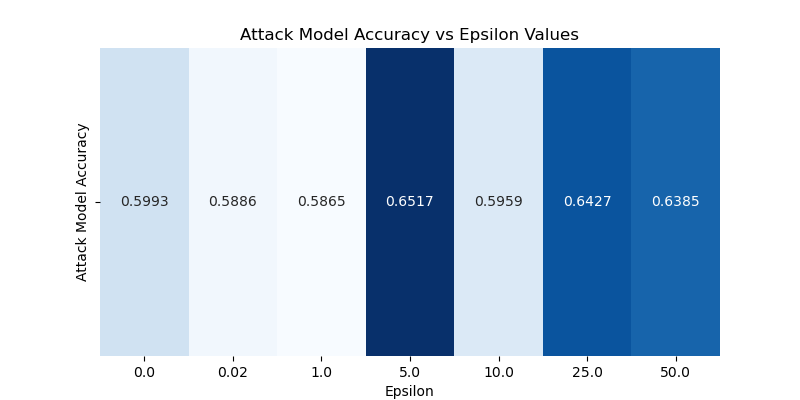 Attack Model Accuracy vs Epsilon Values
Attack Model Accuracy
0.5993 0.5886 0.5865 0.6517 0.5959 0.6427 0.6385
0.0 0.02 1.0 5.0 10.0 25.0 50.0
Epsilon